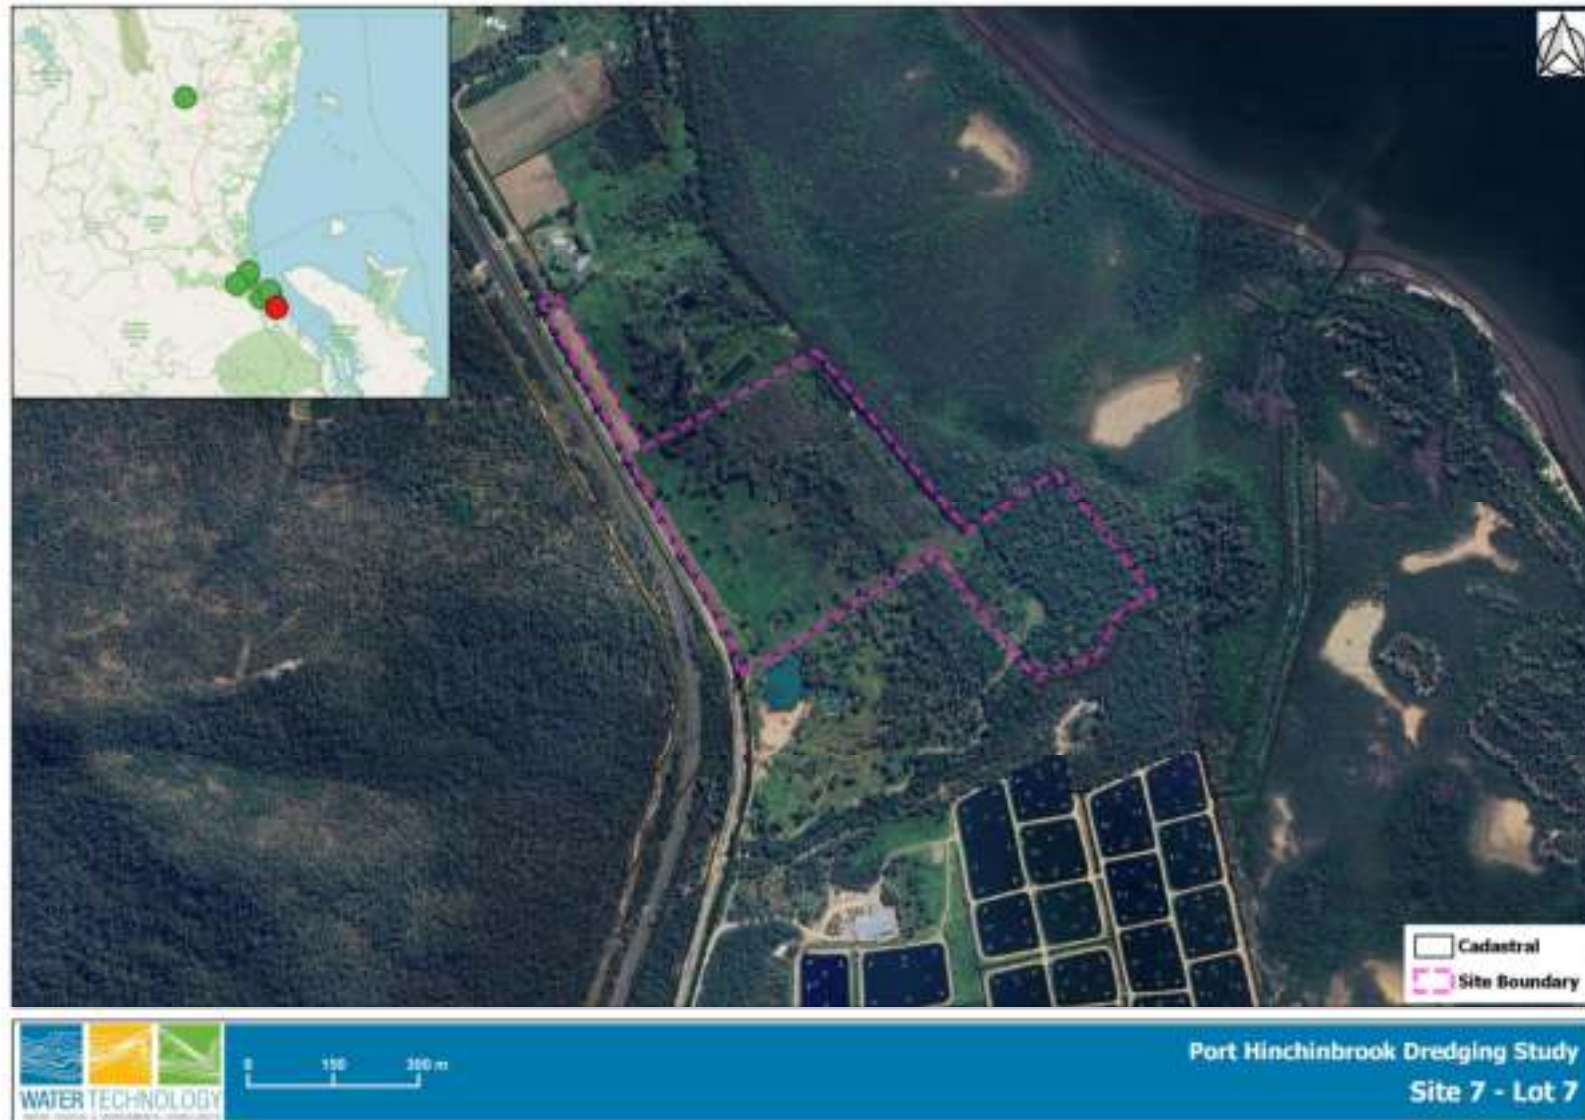 Cadastral
Site Boundary
WATER TECHNOLOGY
0 150 300 m
Port Hinchinbrook Dredging Study
Site 7 - Lot 7